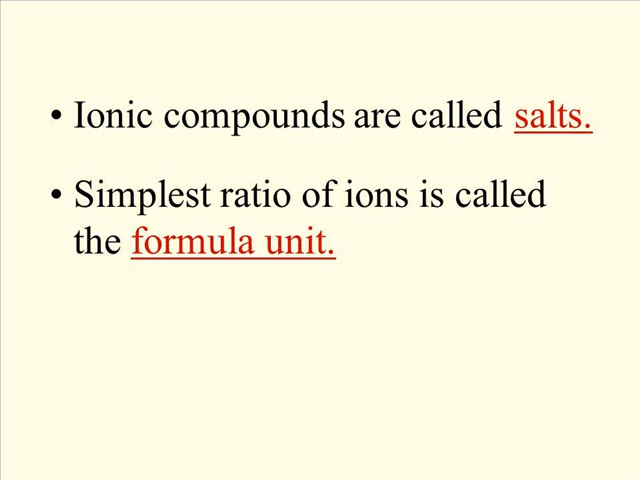 • Ionic compounds are called salts.
• Simplest ratio of ions is called
the formula unit.